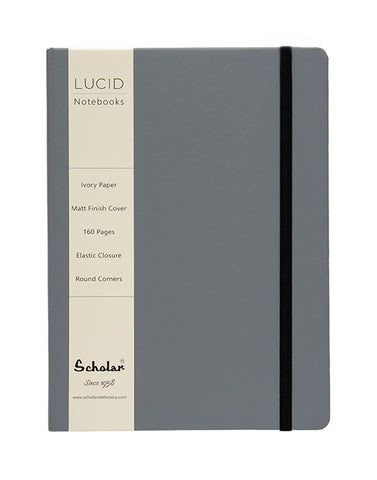 LUCID
Notebooks
Ivory Paper
Matt Finish Cover
160 Pages
Elastic Closure
Round Corners
Scholar®
Since 1958
www.scholarstationery.com